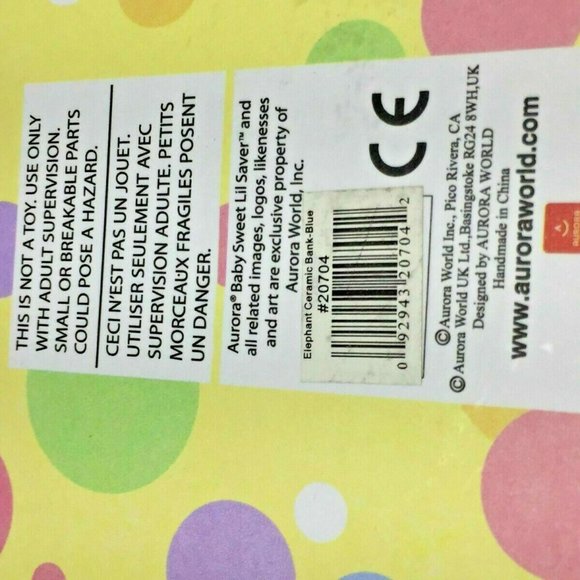 THIS IS NOT A TOY. USE ONLY
WITH ADULT SUPERVISION.
SMALL OR BREAKABLE PARTS
COULD POSE A HAZARD.
CECI N'EST PAS UN JOUET.
UTILISER SEULEMENT AVEC
SUPERVISION ADULTE. PETITS
MORCEAUX FRAGILES POSENT
UN DANGER.
Aurora® Baby Sweet Lil Saver™ and
all related images, logos, likenesses
and art are exclusive property of
Aurora World, Inc.
Elephant Ceramic Bank-Blue
#20704
0 92943 20704 2
CE
©Aurora World Inc., Pico Rivera, CA
©Aurora World UK Ltd.,Basingstoke RG24 8WH,UK
Designed by AURORA WORLD
Handmade in China
www.auroraworld.com
AURORA